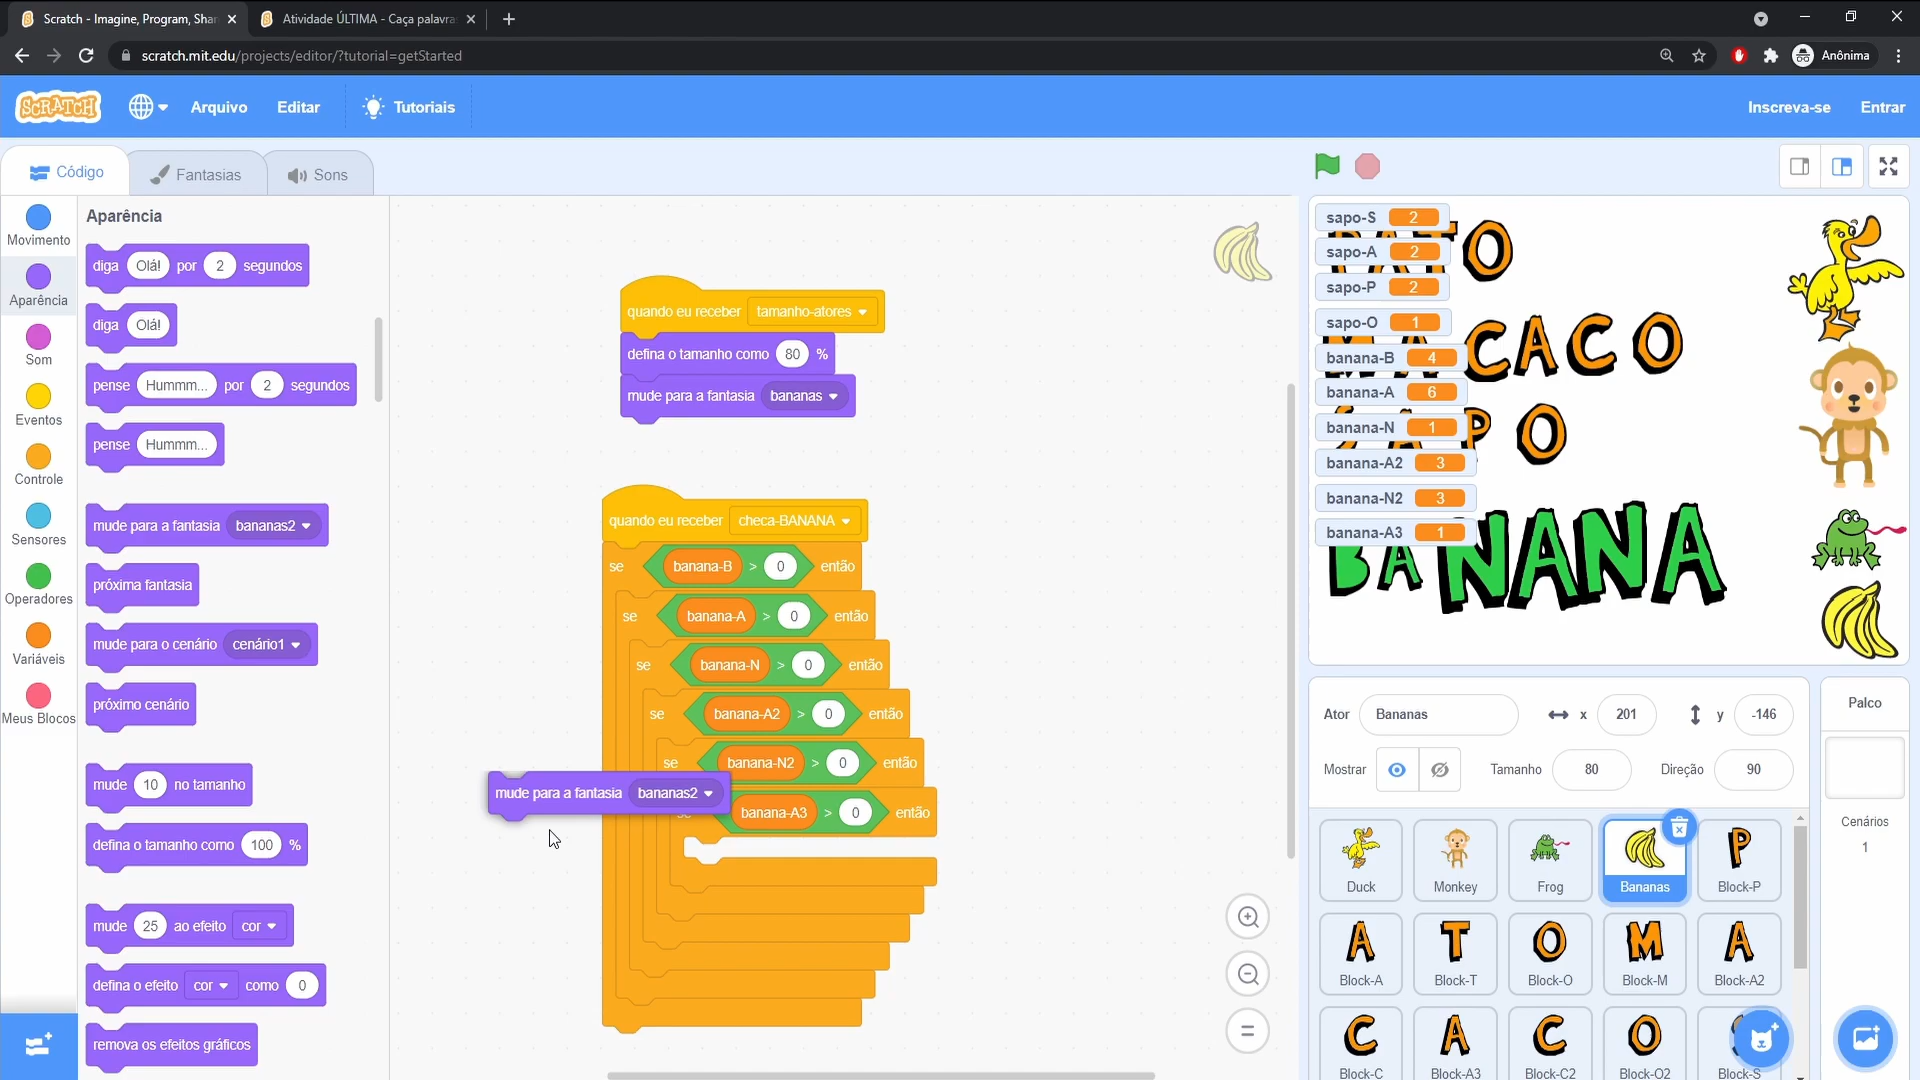 Scratch - Imagine, Program, Shar
Atividade ÚLTIMA - Caça palavra
scratch.mit.edu/projects/editor/?tutorial=getStarted
Anônima
SCRATCH
Arquivo
Editar
Tutoriais
Inscreva-se
Entrar
Código
Fantasias
Sons
Movimento
Aparência
Som
Eventos
Controle
Sensores
Operadores
Variáveis
Meus Blocos
Aparência
diga Olá! por 2 segundos
diga Olá!
pense Hummm... por 2 segundos
pense Hummm...
mude para a fantasia bananas2
próxima fantasia
mude para o cenário cenário1
próximo cenário
mude 10 no tamanho
defina o tamanho como 100 %
mude 25 ao efeito cor
defina o efeito cor como 0
remova os efeitos gráficos
quando eu receber tamanho-atores
defina o tamanho como 80 %
mude para a fantasia bananas
quando eu receber checa-BANANA
se banana-B > 0 então
se banana-A > 0 então
se banana-N > 0 então
se banana-A2 > 0 então
se banana-N2 > 0 então
mude para a fantasia bananas2
se banana-A3 > 0 então
sapo-S 2
sapo-A 2
sapo-P 2
sapo-O 1
banana-B 4
banana-A 6
banana-N 1
banana-A2 3
banana-N2 3
banana-A3 1
PATO
MACACO
SAPO
BANANA
Ator Bananas x 201 y -146
Mostrar Tamanho 80 Direção 90
Duck
Monkey
Frog
Bananas
P
Block-P
A
Block-A
T
Block-T
O
Block-O
M
Block-M
A
Block-A2
C
Block-C
A
Block-A3
C
Block-C2
O
Block-O2
Block-S
Palco
Cenários
1